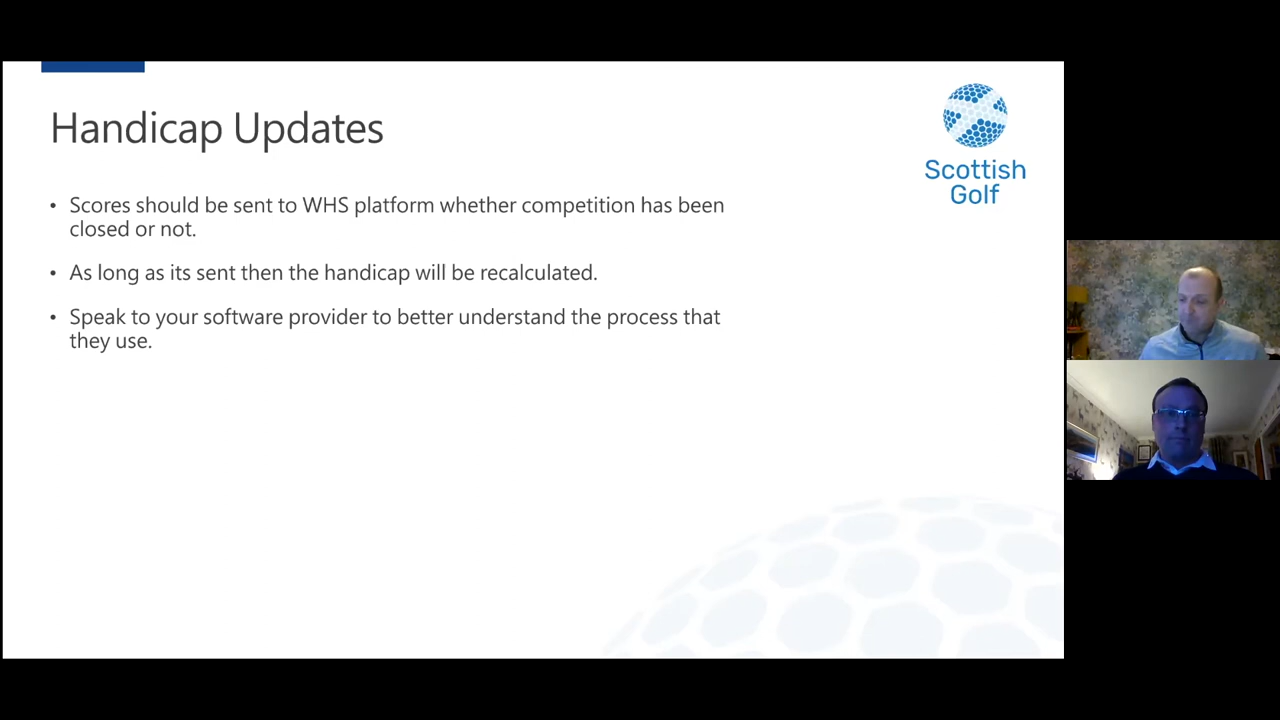 Handicap Updates
Scottish
Golf
• Scores should be sent to WHS platform whether competition has been
closed or not.
• As long as its sent then the handicap will be recalculated.
• Speak to your software provider to better understand the process that
they use.